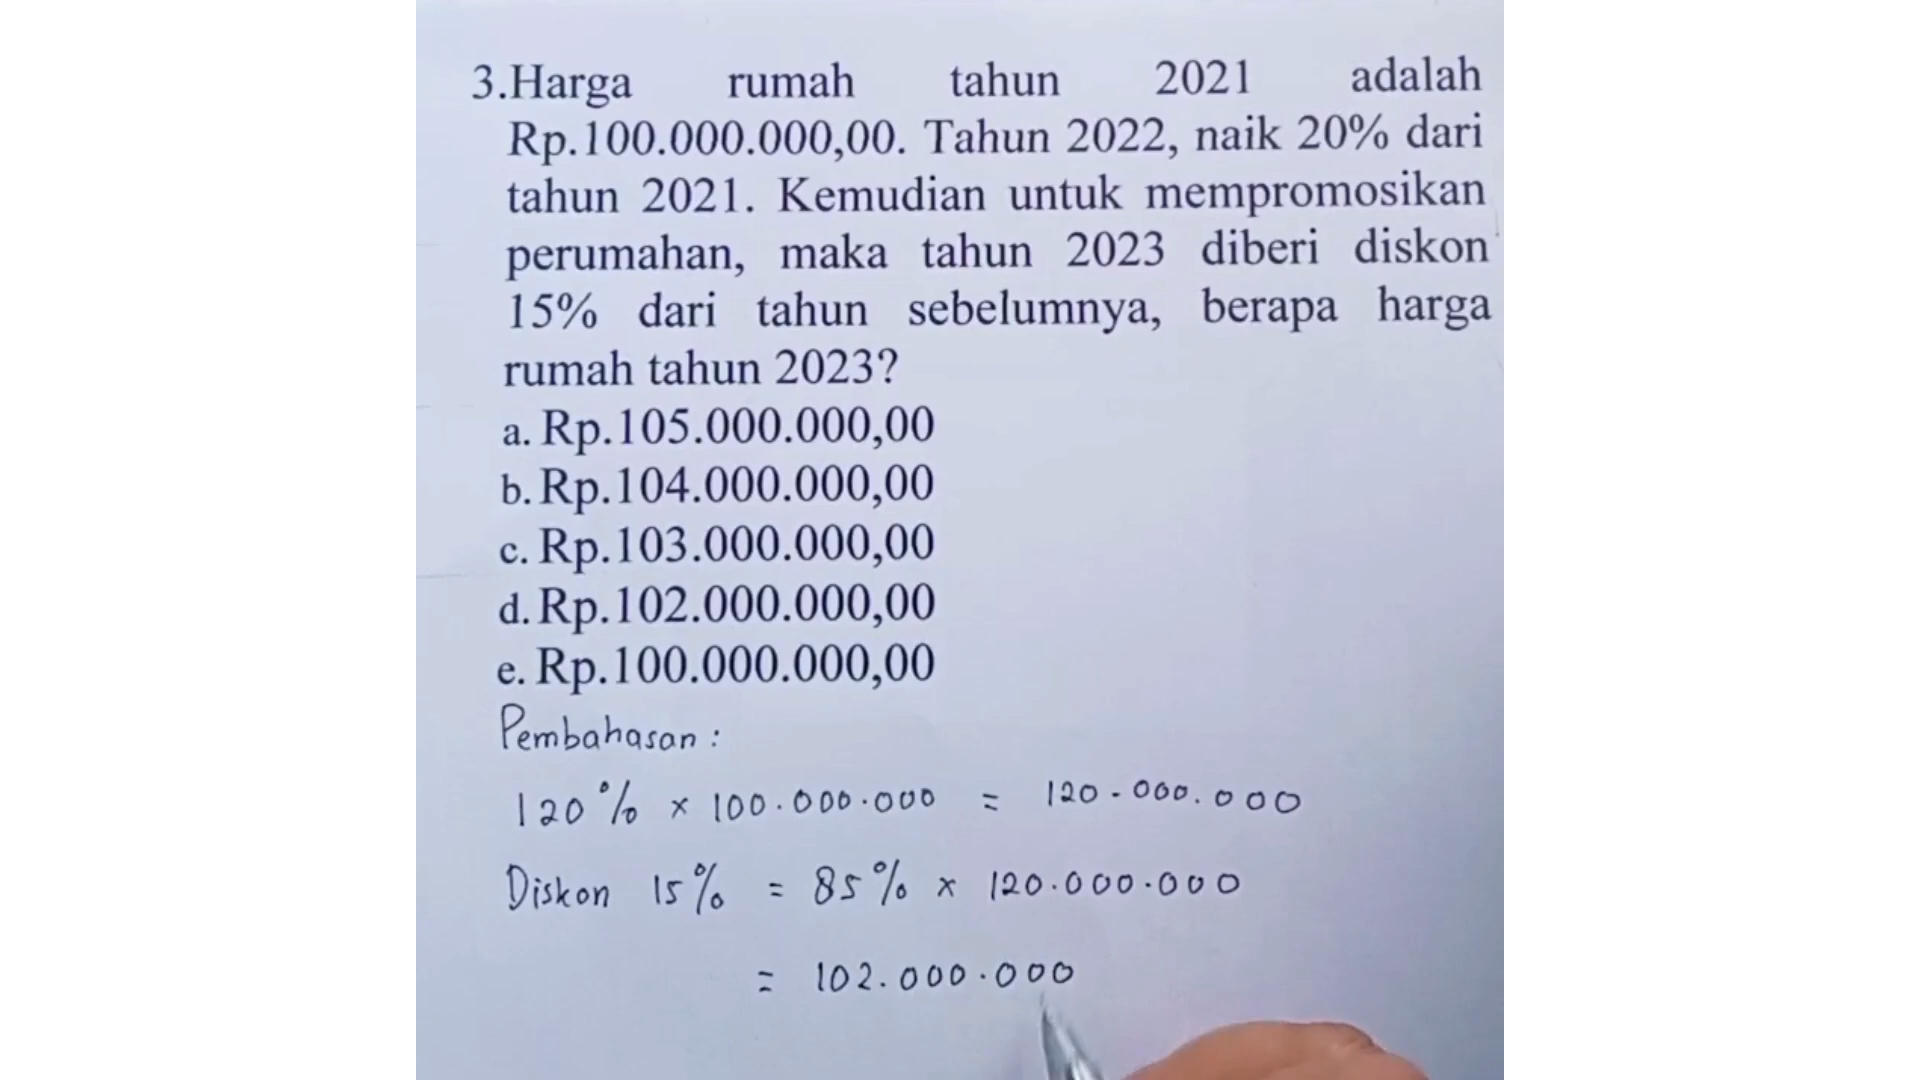 3.Harga rumah tahun 2021 adalah
Rp.100.000.000,00. Tahun 2022, naik 20% dari
tahun 2021. Kemudian untuk mempromosikan
perumahan, maka tahun 2023 diberi diskon
15% dari tahun sebelumnya, berapa harga
rumah tahun 2023?
a. Rp.105.000.000,00
b. Rp.104.000.000,00
c. Rp.103.000.000,00
d. Rp.102.000.000,00
e. Rp.100.000.000,00
Pembahasan :
120% x 100.000.000 = 120.000.000
Diskon 15% = 85% x 120.000.000
= 102.000.000